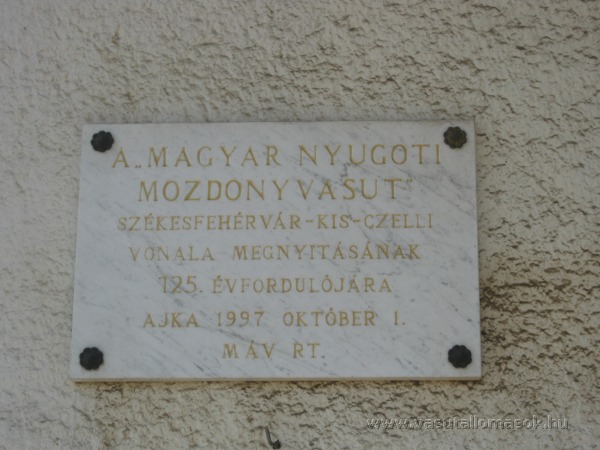 A „MAGYAR NYUGOTI
MOZDONYVASUT"
SZÉKESFEHÉRVÁR-KIS-CZELLI
VONALA MEGNYITÁSÁNAK
125. ÉVFORDULÓJÁRA
AJKA 1997 OKTÓBER 1.
MÁV RT.
www.vasutallomasok.hu